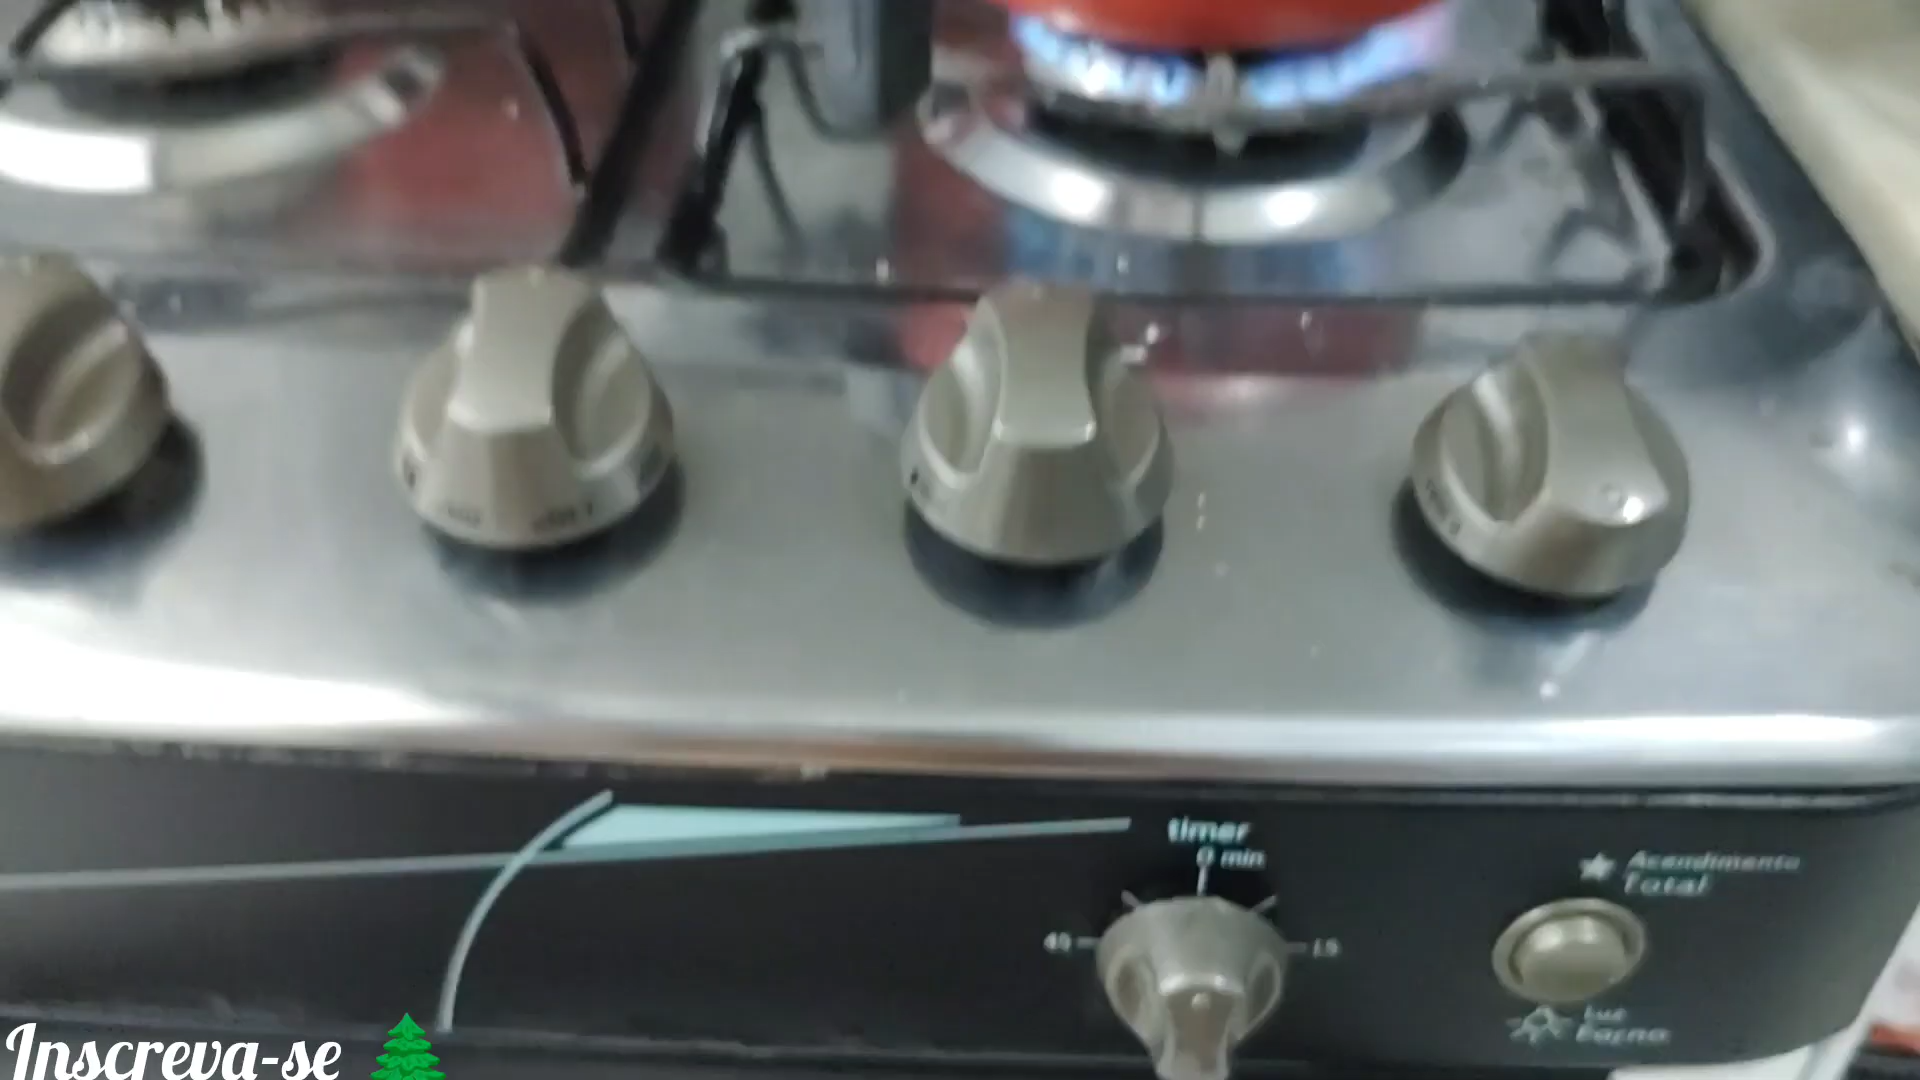 timer
0 min
45
15
Acendimento
Total
Luz
Forno
Inscreva-se